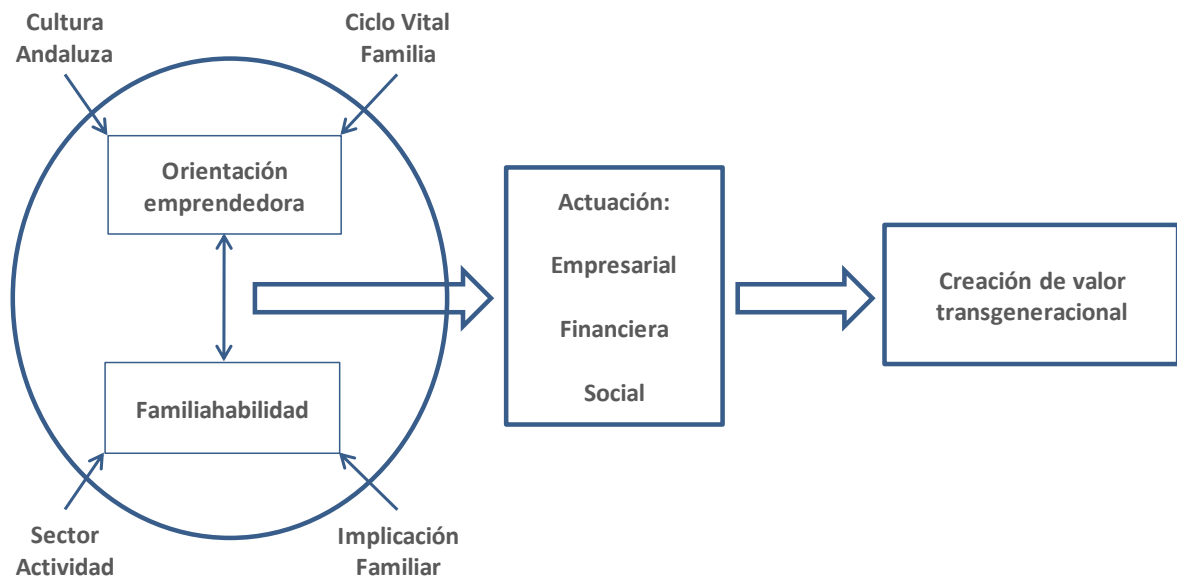 Cultura
Andaluza
Ciclo Vital
Familia
Orientación
emprendedora
Familiahabilidad
Sector
Actividad
Implicación
Familiar
Actuación:
Empresarial
Financiera
Social
Creación de valor
transgeneracional